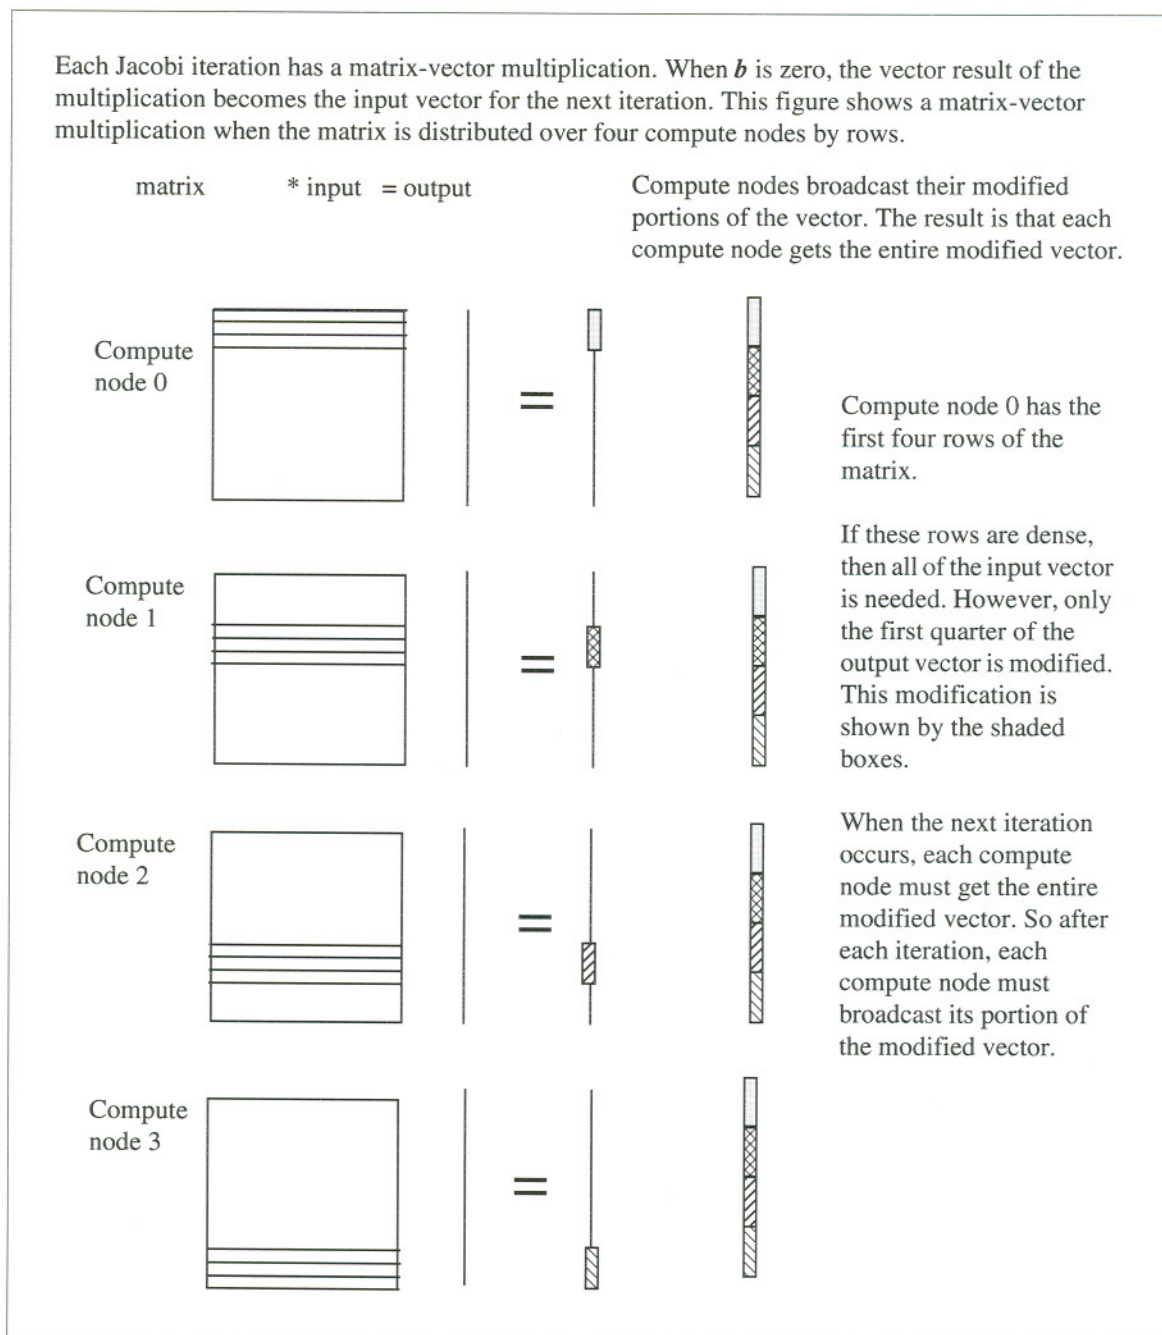 Each Jacobi iteration has a matrix-vector multiplication. When b is zero, the vector result of the
multiplication becomes the input vector for the next iteration. This figure shows a matrix-vector
multiplication when the matrix is distributed over four compute nodes by rows.
matrix * input = output
Compute nodes broadcast their modified
portions of the vector. The result is that each
compute node gets the entire modified vector.
Compute
node 0
=
Compute node 0 has the
first four rows of the
matrix.
Compute
node 1
=
If these rows are dense,
then all of the input vector
is needed. However, only
the first quarter of the
output vector is modified.
This modification is
shown by the shaded
boxes.
Compute
node 2
=
When the next iteration
occurs, each compute
node must get the entire
modified vector. So after
each iteration, each
compute node must
broadcast its portion of
the modified vector.
Compute
node 3
=